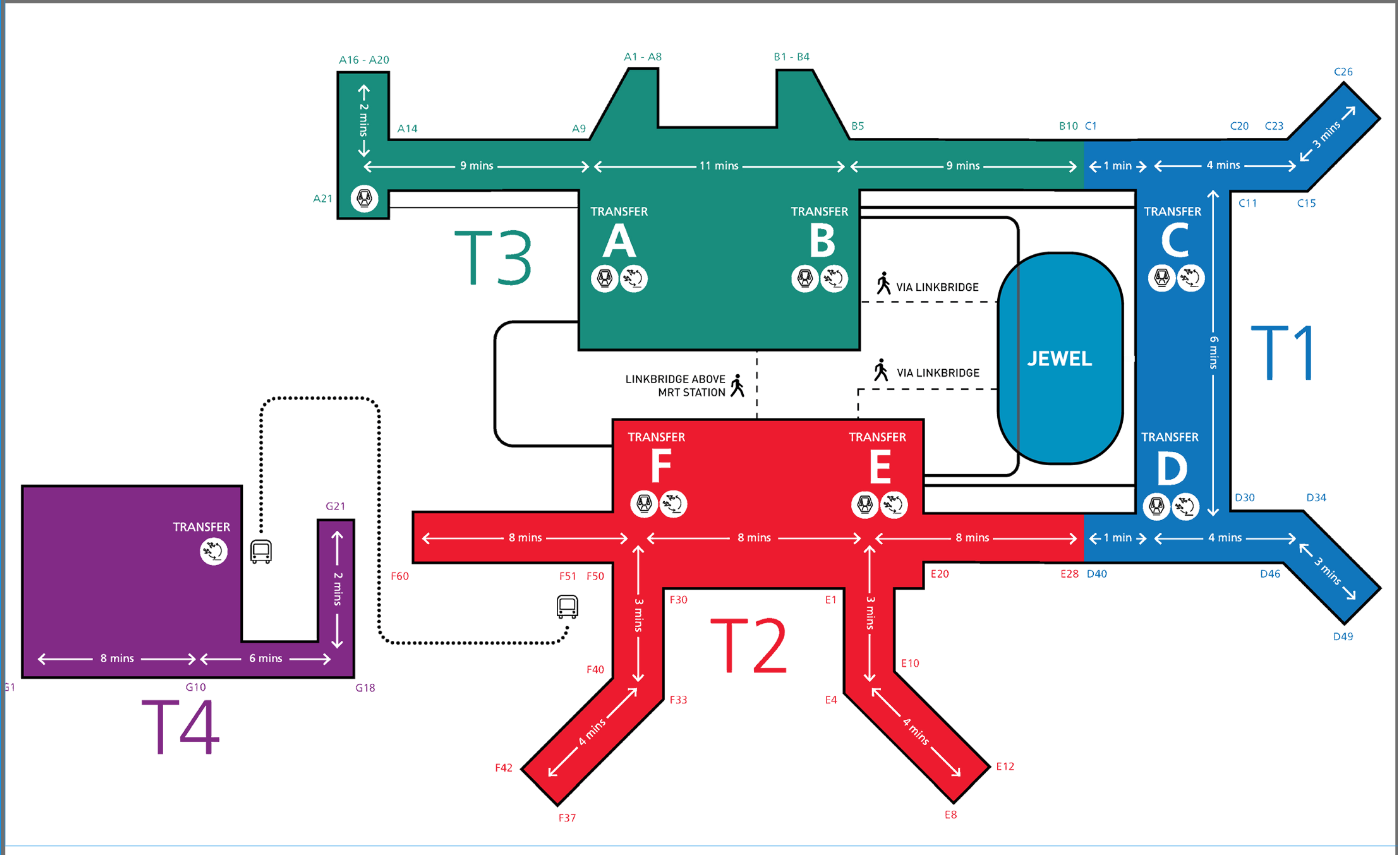 A16 - A20
A1 - A8
B1 - B4
C26
2 mins
A14
A9
B5
B10
C1
C20
C23
3 mins
9 mins
11 mins
9 mins
1 min
4 mins
A21
C11
C15
TRANSFER
A
TRANSFER
B
TRANSFER
C
T3
VIA LINKBRIDGE
6 mins
T1
JEWEL
VIA LINKBRIDGE
LINKBRIDGE ABOVE
MRT STATION
TRANSFER
F
TRANSFER
E
TRANSFER
D
D30
D34
G21
TRANSFER
8 mins
8 mins
8 mins
1 min
4 mins
3 mins
F60
F51
F50
E20
E28
D40
D46
2 mins
F30
E1
3 mins
3 mins
T2
D49
8 mins
6 mins
F40
E10
G1
G10
G18
F33
E4
T4
4 mins
4 mins
F42
E12
F37
E8